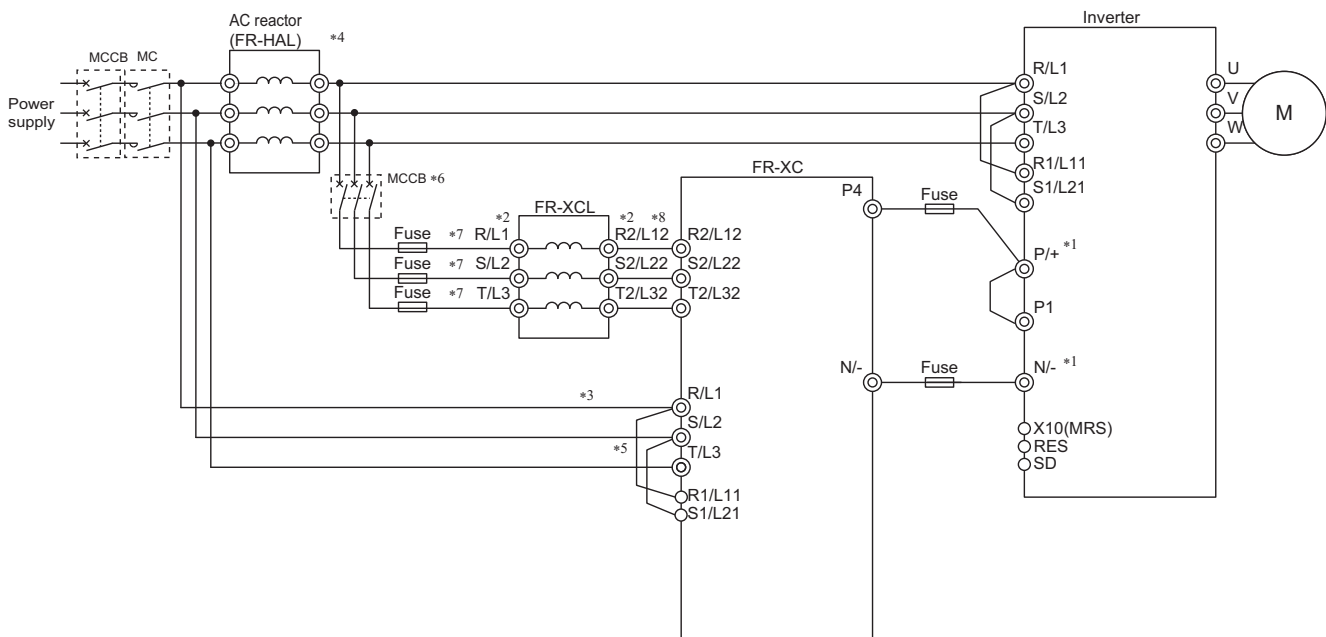 AC reactor
(FR-HAL) *4
Inverter
MCCB MC
Power
supply
R/L1
S/L2
T/L3
R1/L11
S1/L21
U
V
W
M
MCCB *6
FR-XC
P4
Fuse
FR-XCL
*2
*2 *8
Fuse *7 R/L1
R2/L12
R2/L12
Fuse *7 S/L2
S2/L22
S2/L22
Fuse *7 T/L3
T2/L32
T2/L32
P/+ *1
P1
N/-
Fuse
N/- *1
*3
R/L1
S/L2
*5
T/L3
R1/L11
S1/L21
X10(MRS)
RES
SD